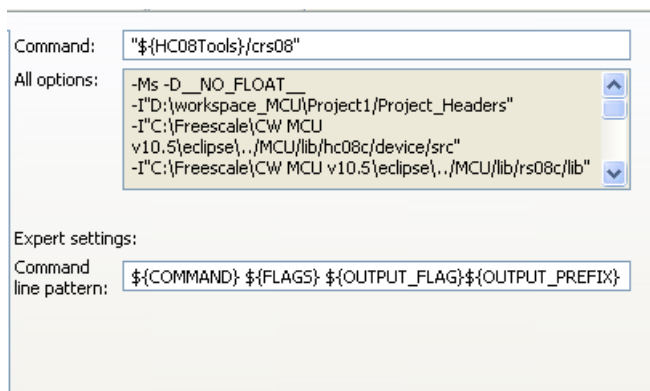 Command: "${HC08Tools}/crs08"
All options: -Ms -D__NO_FLOAT__
-I"D:\workspace_MCU\Project1/Project_Headers"
-I"C:\Freescale\CW MCU
v10.5\eclipse\../MCU/lib/hc08c/device/src"
-I"C:\Freescale\CW MCU v10.5\eclipse\../MCU/lib/rs08c/lib"
Expert settings:
Command
line pattern: ${COMMAND} ${FLAGS} ${OUTPUT_FLAG}${OUTPUT_PREFIX}